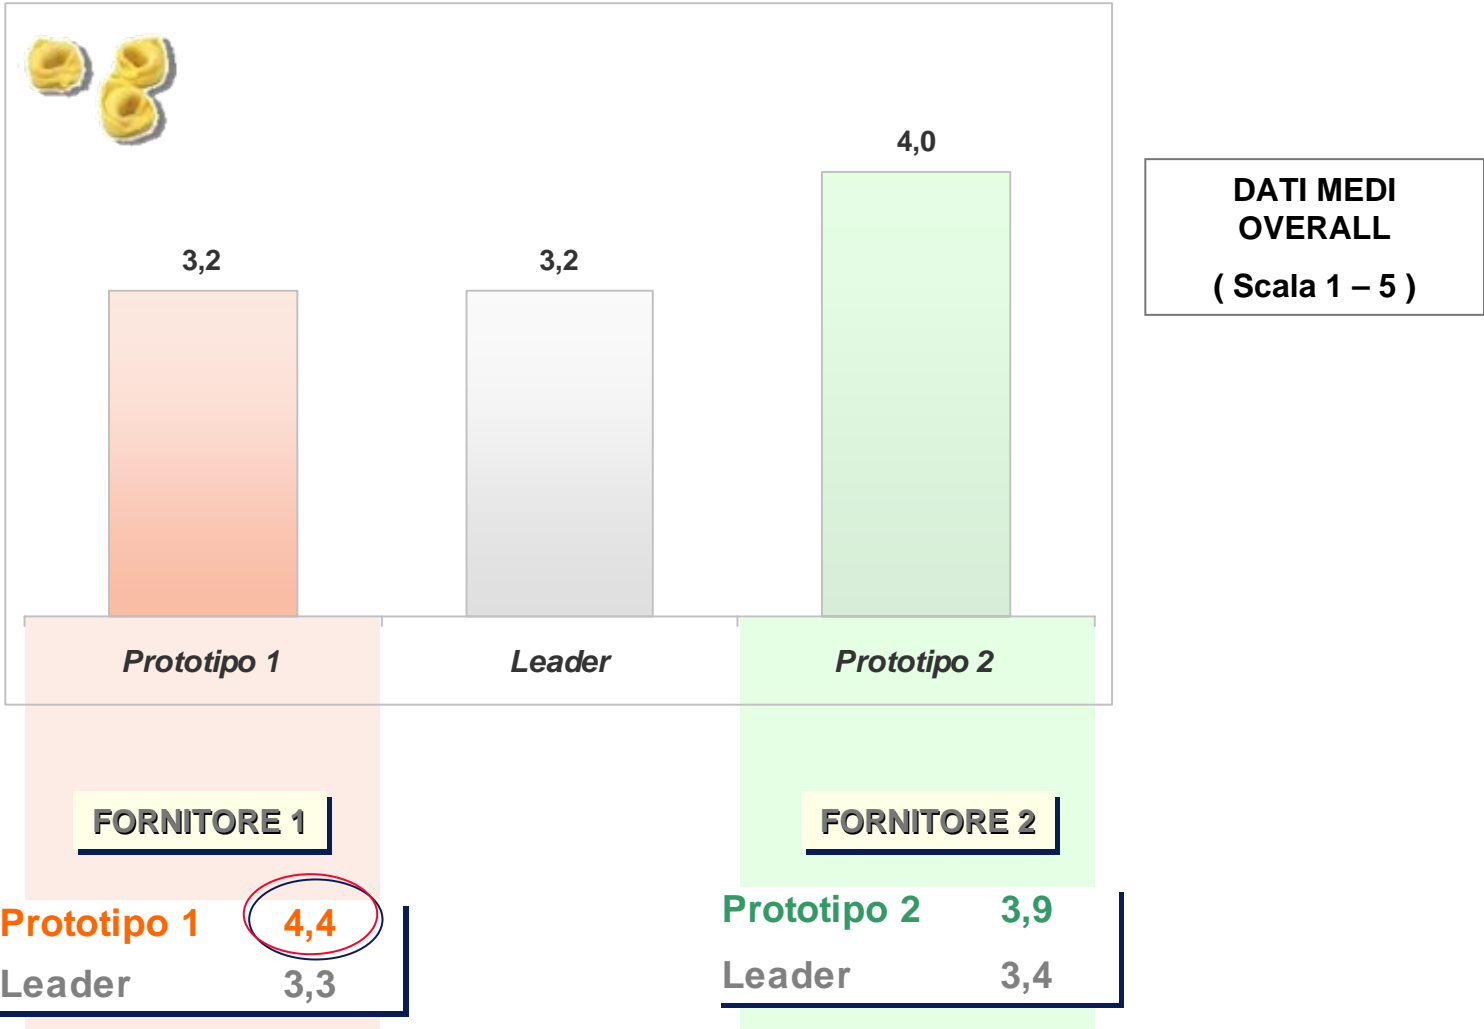 4,0
3,2
3,2
DATI MEDI
OVERALL
( Scala 1 – 5 )
Prototipo 1
Leader
Prototipo 2
FORNITORE 1
FORNITORE 2
Prototipo 1 4,4
Leader 3,3
Prototipo 2 3,9
Leader 3,4